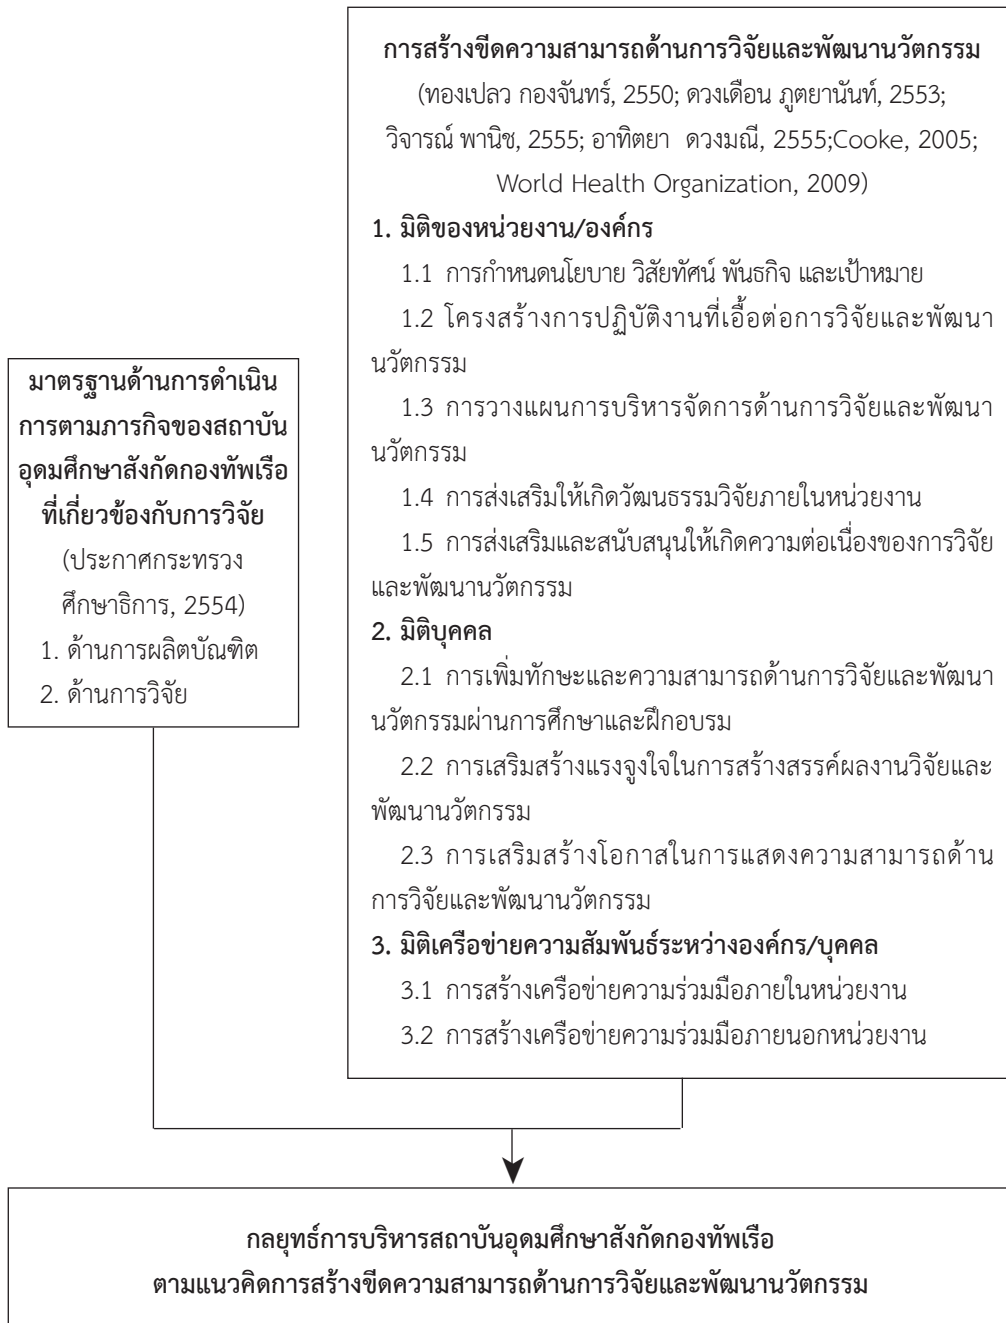 การสร้างขีดความสามารถด้านการวิจัยและพัฒนานวัตกรรม
(ทองเปลว กองจันทร์, 2550; ดวงเดือน ภูตยานันท์, 2553;
วิจารณ์ พานิช, 2555; อาทิตยา  ดวงมณี, 2555;Cooke, 2005;
World Health Organization, 2009)
1. มิติของหน่วยงาน/องค์กร
1.1 การกำหนดนโยบาย วิสัยทัศน์ พันธกิจ และเป้าหมาย
1.2 โครงสร้างการปฏิบัติงานที่เอื้อต่อการวิจัยและพัฒนา
นวัตกรรม
1.3 การวางแผนการบริหารจัดการด้านการวิจัยและพัฒนา
นวัตกรรม
1.4 การส่งเสริมให้เกิดวัฒนธรรมวิจัยภายในหน่วยงาน
1.5 การส่งเสริมและสนับสนุนให้เกิดความต่อเนื่องของการวิจัย
และพัฒนานวัตกรรม
2. มิติบุคคล
2.1 การเพิ่มทักษะและความสามารถด้านการวิจัยและพัฒนา
นวัตกรรมผ่านการศึกษาและฝึกอบรม
2.2 การเสริมสร้างแรงจูงใจในการสร้างสรรค์ผลงานวิจัยและ
พัฒนานวัตกรรม
2.3 การเสริมสร้างโอกาสในการแสดงความสามารถด้าน
การวิจัยและพัฒนานวัตกรรม
3. มิติเครือข่ายความสัมพันธ์ระหว่างองค์กร/บุคคล
3.1 การสร้างเครือข่ายความร่วมมือภายในหน่วยงาน
3.2 การสร้างเครือข่ายความร่วมมือภายนอกหน่วยงาน
มาตรฐานด้านการดำเนิน
การตามภารกิจของสถาบัน
อุดมศึกษาสังกัดกองทัพเรือ
ที่เกี่ยวข้องกับการวิจัย
(ประกาศกระทรวง
ศึกษาธิการ, 2554)
1. ด้านการผลิตบัณฑิต
2. ด้านการวิจัย
กลยุทธ์การบริหารสถาบันอุดมศึกษาสังกัดกองทัพเรือ
ตามแนวคิดการสร้างขีดความสามารถด้านการวิจัยและพัฒนานวัตกรรม